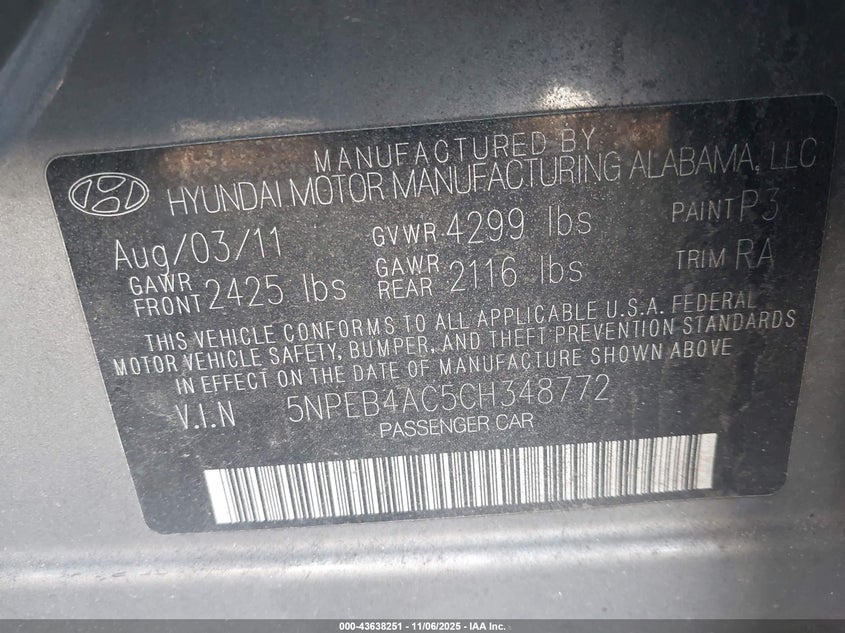 MANUFACTURED BY
HYUNDAI MOTOR MANUFACTURING ALABAMA, LLC
Aug/03/11 GVWR 4299 lbs PAINT P3
GAWR FRONT 2425 lbs GAWR REAR 2116 lbs TRIM RA
THIS VEHICLE CONFORMS TO ALL APPLICABLE U.S.A. FEDERAL
MOTOR VEHICLE SAFETY, BUMPER, AND THEFT PREVENTION STANDARDS
IN EFFECT ON THE DATE OF MANUFACTURE SHOWN ABOVE
V.I.N 5NPEB4AC5CH348772
PASSENGER CAR
000-43638251 - 11/06/2025 - IAA Inc.